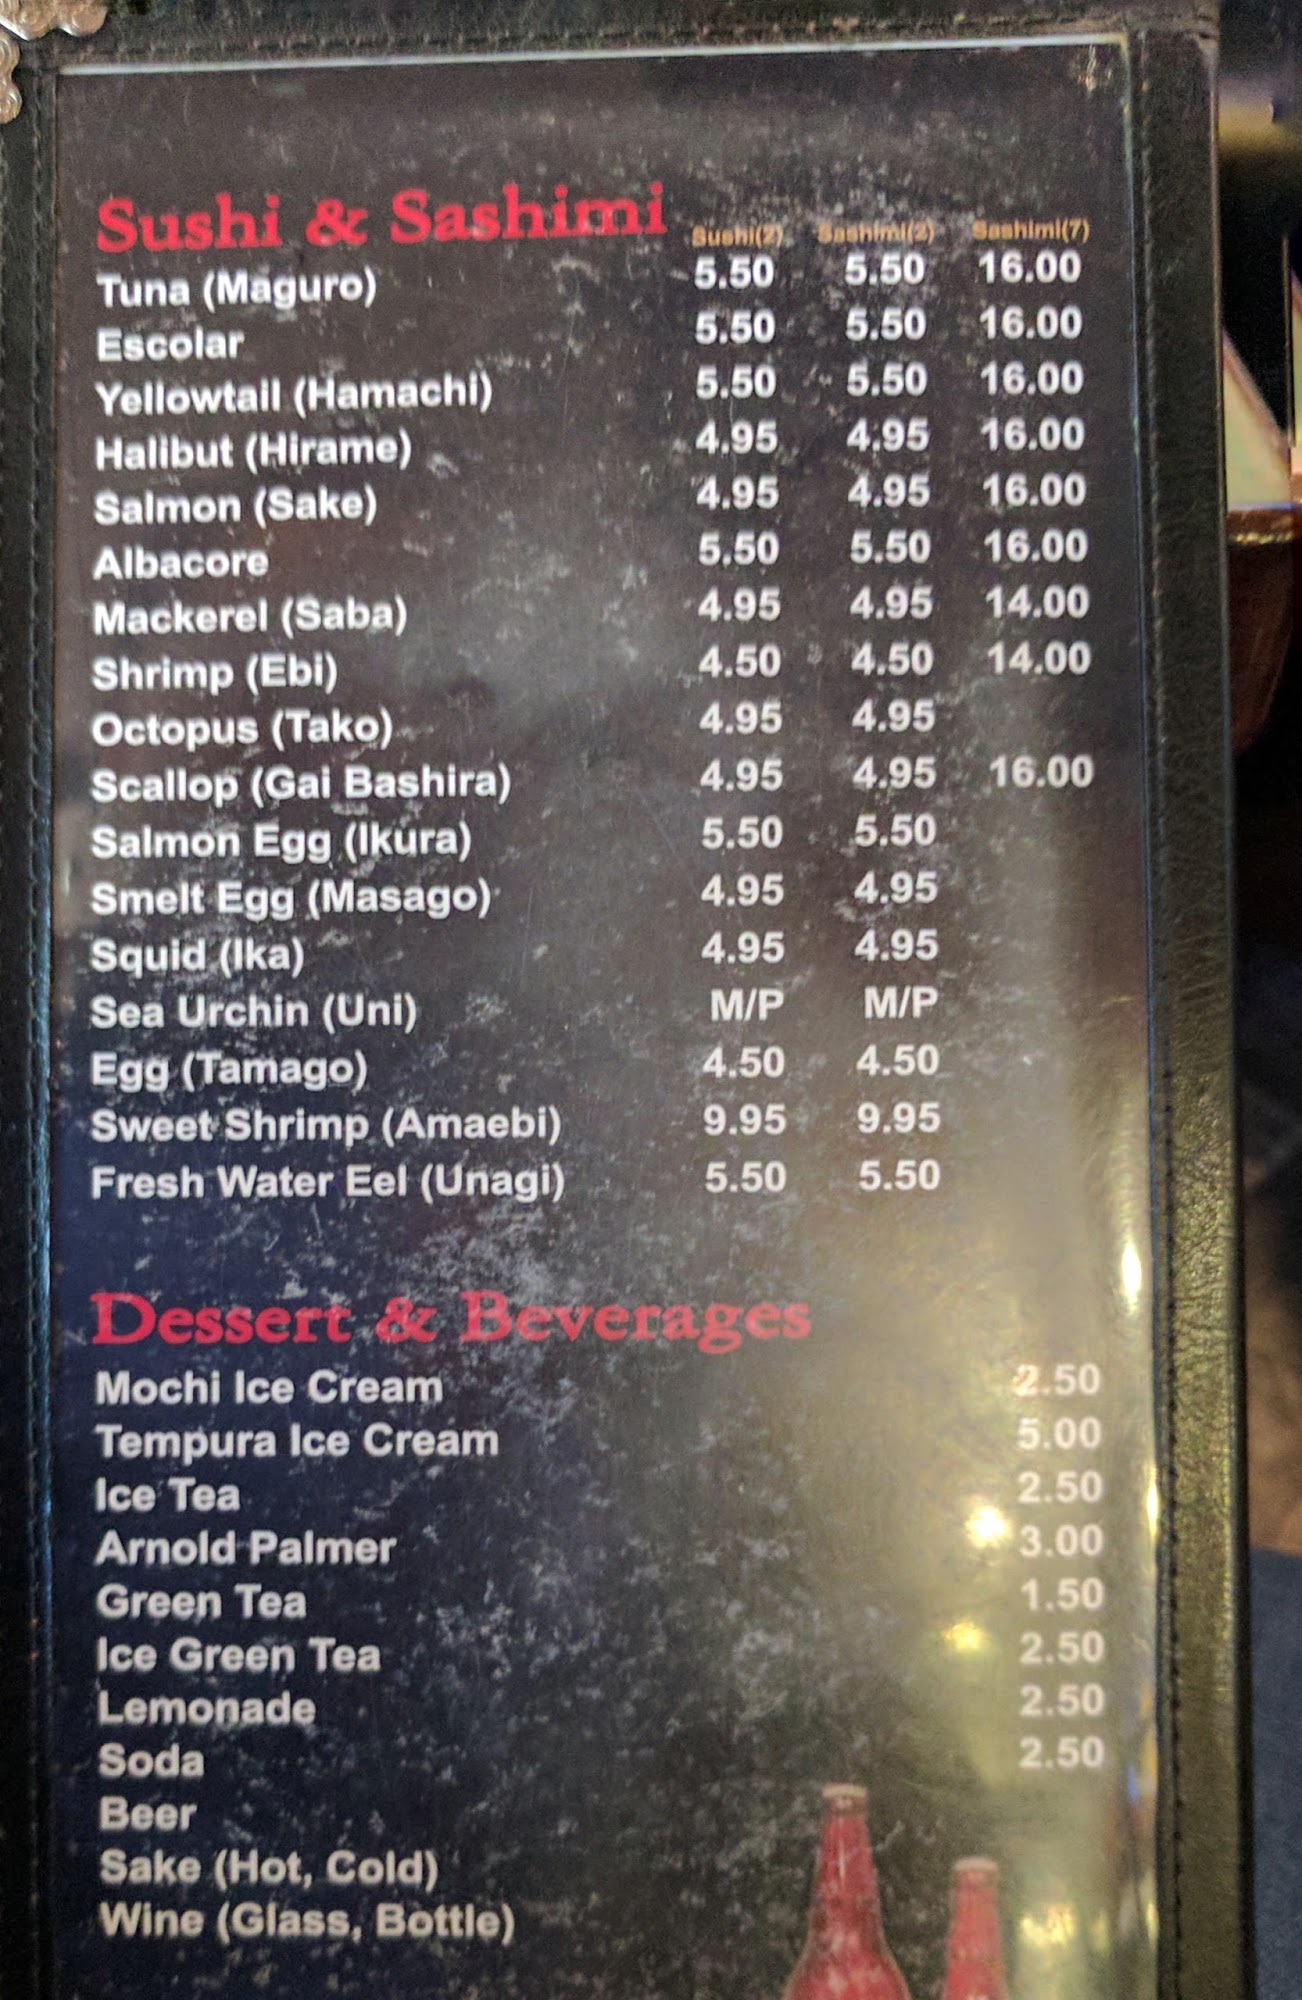 Sushi & Sashimi Sushi(2) Sashimi(2) Sashimi(7)
Tuna (Maguro) 5.50 5.50 16.00
Escolar 5.50 5.50 16.00
Yellowtail (Hamachi) 5.50 5.50 16.00
Halibut (Hirame) 4.95 4.95 16.00
Salmon (Sake) 4.95 4.95 16.00
Albacore 5.50 5.50 16.00
Mackerel (Saba) 4.95 4.95 14.00
Shrimp (Ebi) 4.50 4.50 14.00
Octopus (Tako) 4.95 4.95
Scallop (Gai Bashira) 4.95 4.95 16.00
Salmon Egg (Ikura) 5.50 5.50
Smelt Egg (Masago) 4.95 4.95
Squid (Ika) 4.95 4.95
Sea Urchin (Uni) M/P M/P
Egg (Tamago) 4.50 4.50
Sweet Shrimp (Amaebi) 9.95 9.95
Fresh Water Eel (Unagi) 5.50 5.50
Dessert & Beverages
Mochi Ice Cream 2.50
Tempura Ice Cream 5.00
Ice Tea 2.50
Arnold Palmer 3.00
Green Tea 1.50
Ice Green Tea 2.50
Lemonade 2.50
Soda 2.50
Beer
Sake (Hot, Cold)
Wine (Glass, Bottle)